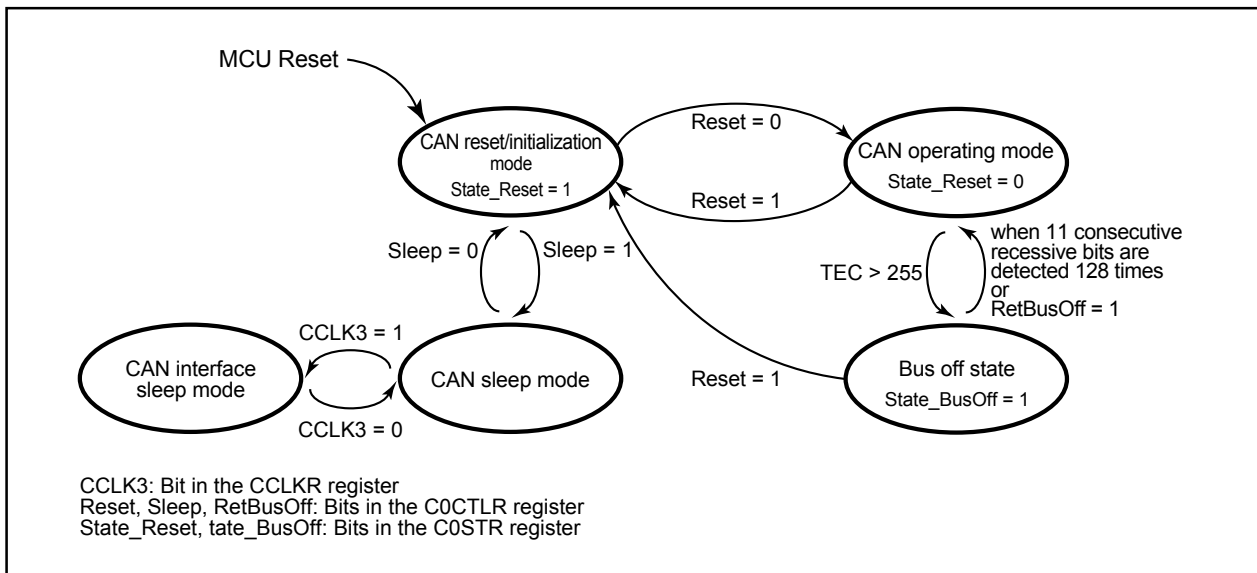 MCU Reset
CAN reset/initialization
mode
State_Reset = 1
Reset = 0
CAN operating mode
State_Reset = 0
Reset = 1
Sleep = 0
Sleep = 1
TEC > 255
when 11 consecutive
recessive bits are
detected 128 times
or
RetBusOff = 1
CCLK3 = 1
CAN interface
sleep mode
CAN sleep mode
CCLK3 = 0
Reset = 1
Bus off state
State_BusOff = 1
CCLK3: Bit in the CCLKR register
Reset, Sleep, RetBusOff: Bits in the C0CTLR register
State_Reset, tate_BusOff: Bits in the C0STR register